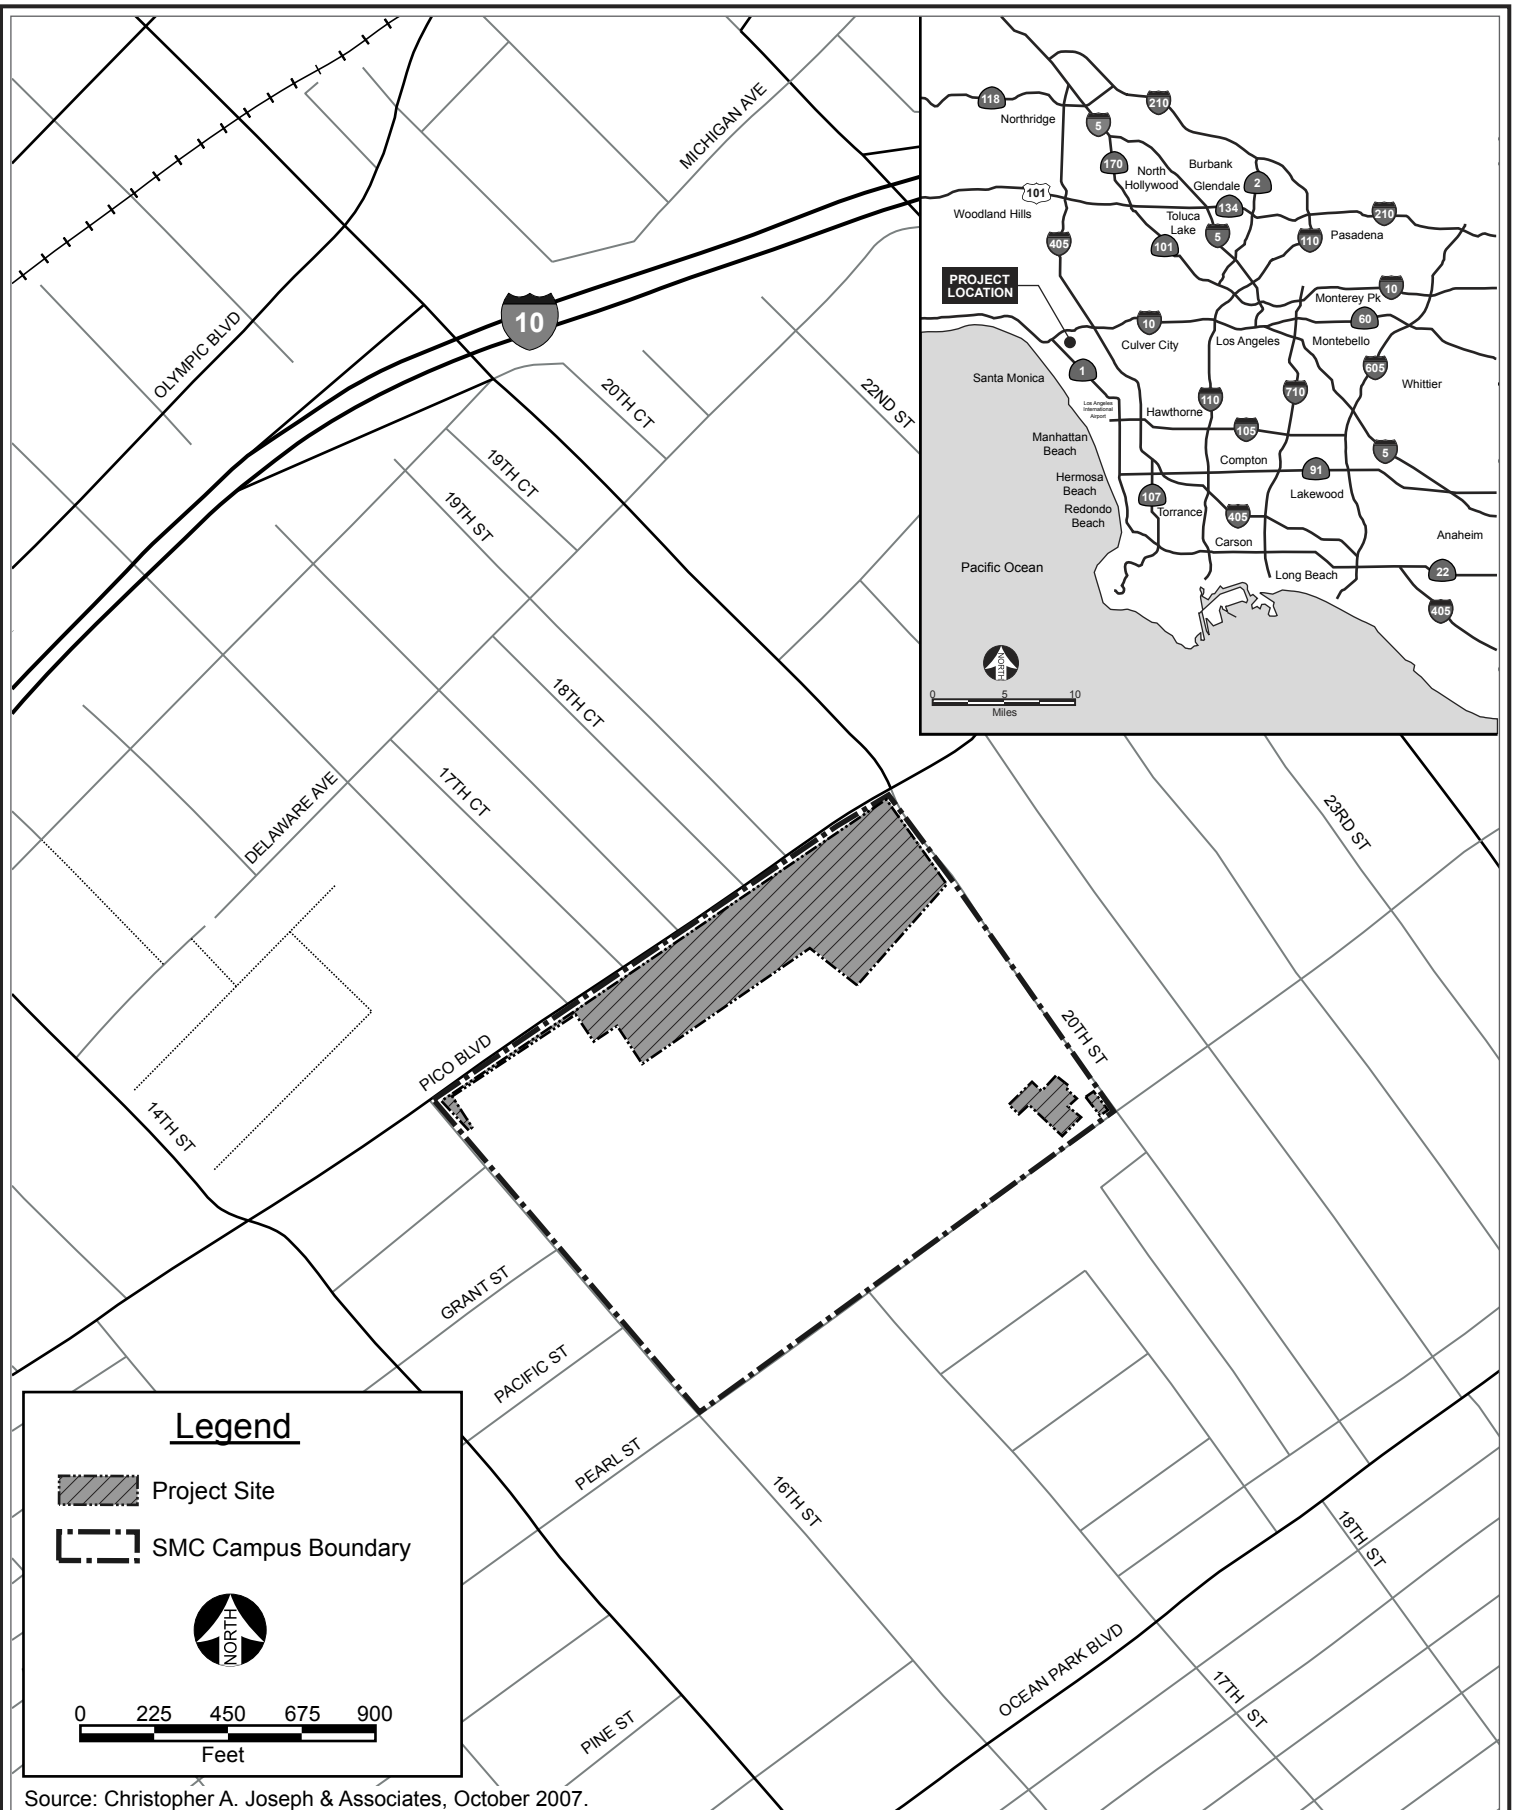 MICHIGAN AVE
OLYMPIC BLVD
10
20TH CT
22ND ST
19TH CT
19TH ST
18TH CT
17TH CT
DELAWARE AVE
23RD ST
20TH ST
PICO BLVD
14TH ST
GRANT ST
PACIFIC ST
PEARL ST
16TH ST
18TH ST
OCEAN PARK BLVD
17TH ST
PINE ST
118
Northridge
210
5
170
North
Hollywood
Burbank
Glendale
2
101
Woodland Hills
134
Toluca
Lake
210
405
101
5
110
Pasadena
PROJECT
LOCATION
10
Monterey Pk
10
60
Culver City
Los Angeles
Montebello
Santa Monica
1
605
Whittier
Los Angeles
International
Airport
Hawthorne
110
710
105
Manhattan
Beach
5
Compton
91
Hermosa
Beach
107
Lakewood
Redondo
Beach
Torrance
405
Anaheim
Carson
Pacific Ocean
Long Beach
22
405
NORTH
0 5 10
Miles
Legend
Project Site
SMC Campus Boundary
NORTH
0 225 450 675 900
Feet
Source: Christopher A. Joseph & Associates, October 2007.